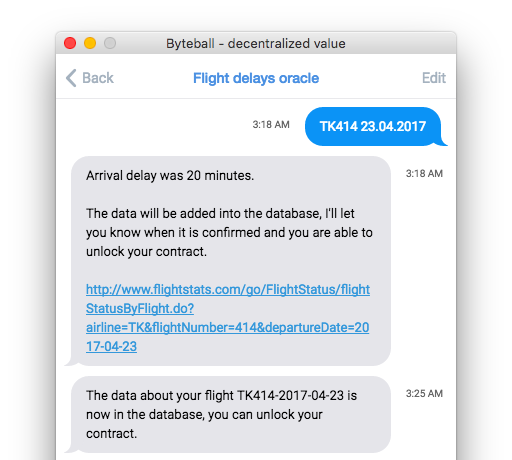 Byteball - decentralized value
Back
Flight delays oracle
Edit
3:18 AM
TK414 23.04.2017
Arrival delay was 20 minutes.
3:18 AM
The data will be added into the database, I'll let
you know when it is confirmed and you are able to
unlock your contract.
http://www.flightstats.com/go/FlightStatus/flight
StatusByFlight.do?
airline=TK&flightNumber=414&departureDate=20
17-04-23
The data about your flight TK414-2017-04-23 is
3:25 AM
now in the database, you can unlock your
contract.